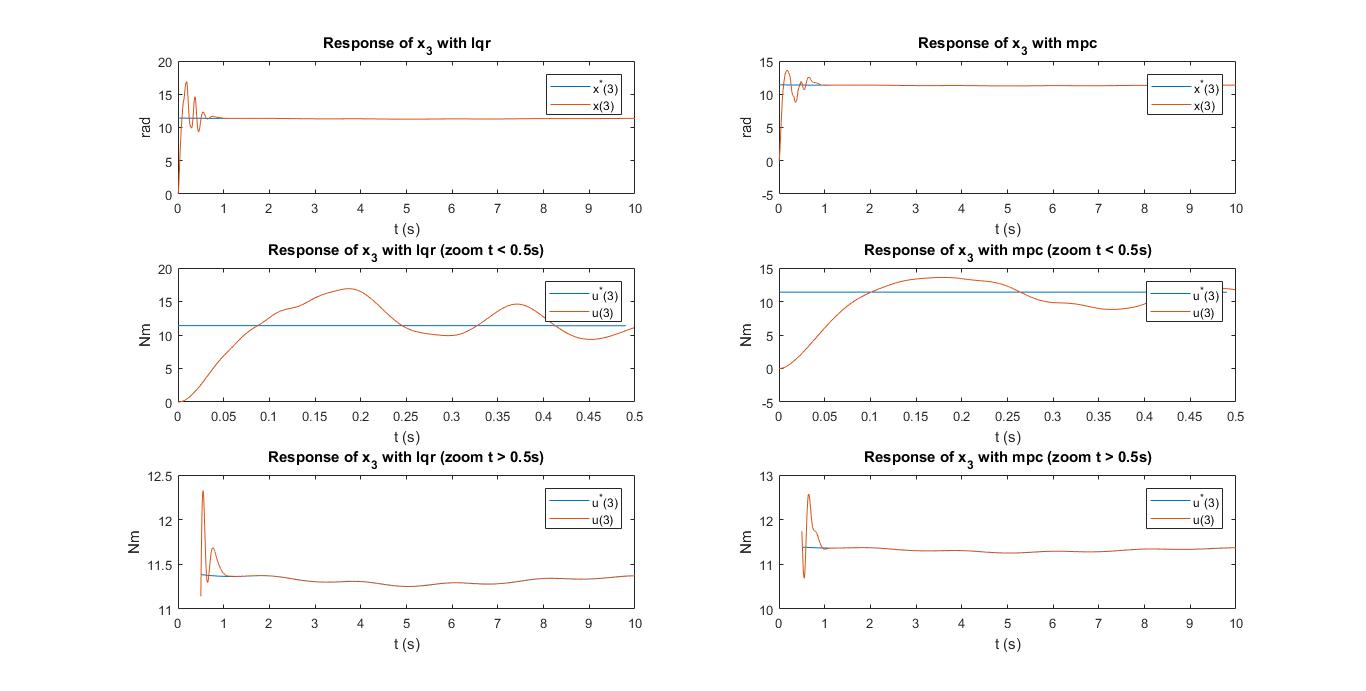 Response of x3 with lqr
20
15
10
5
0
rad
x*(3)
x(3)
0 1 2 3 4 5 6 7 8 9 10
t (s)
Response of x3 with mpc
15
10
5
0
-5
rad
x*(3)
x(3)
0 1 2 3 4 5 6 7 8 9 10
t (s)
Response of x3 with lqr (zoom t < 0.5s)
20
15
10
5
0
Nm
u*(3)
u(3)
0 0.05 0.1 0.15 0.2 0.25 0.3 0.35 0.4 0.45 0.5
t (s)
Response of x3 with mpc (zoom t < 0.5s)
15
10
5
0
-5
Nm
u*(3)
u(3)
0 0.05 0.1 0.15 0.2 0.25 0.3 0.35 0.4 0.45 0.5
t (s)
Response of x3 with lqr (zoom t > 0.5s)
12.5
12
11.5
11
Nm
u*(3)
u(3)
0 1 2 3 4 5 6 7 8 9 10
t (s)
Response of x3 with mpc (zoom t > 0.5s)
13
12
11
10
Nm
u*(3)
u(3)
0 1 2 3 4 5 6 7 8 9 10
t (s)